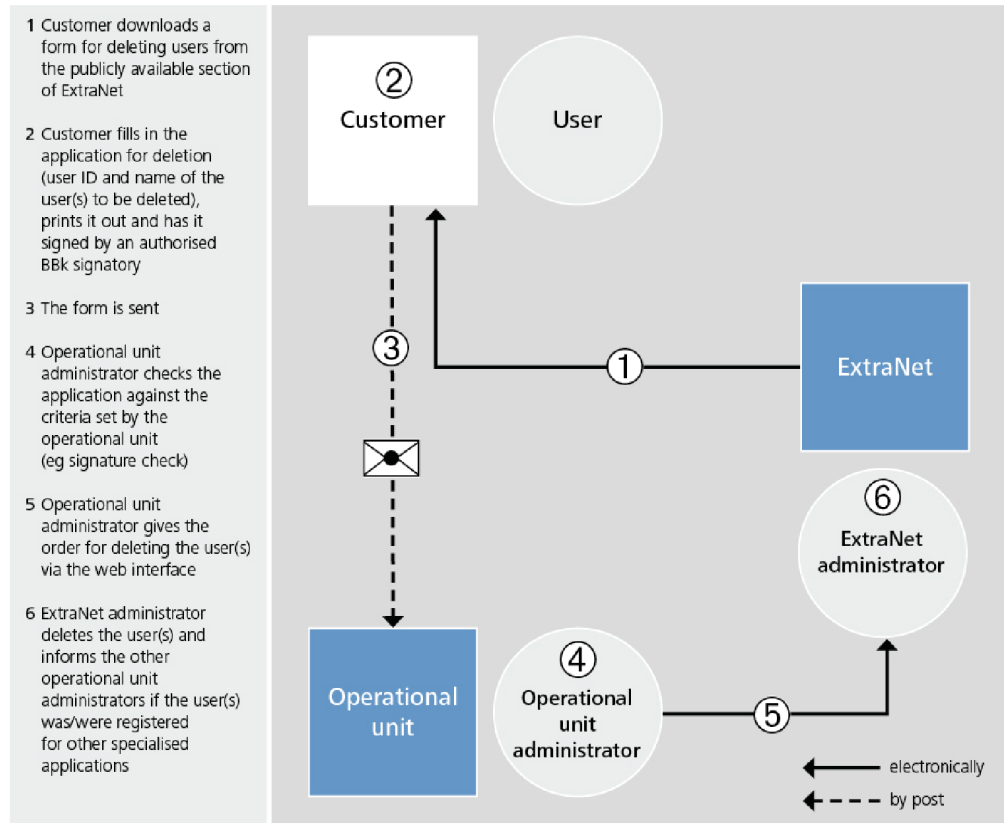 1 Customer downloads a
form for deleting users from
the publicly available section
of ExtraNet
2 Customer fills in the
application for deletion
(user ID and name of the
user(s) to be deleted),
prints it out and has it
signed by an authorised
BBk signatory
3 The form is sent
4 Operational unit
administrator checks the
application against the
criteria set by the
operational unit
(eg signature check)
5 Operational unit
administrator gives the
order for deleting the user(s)
via the web interface
6 ExtraNet administrator
deletes the user(s) and
informs the other
operational unit
administrators if the user(s)
was/were registered
for other specialised
applications
2
Customer
User
3
1
ExtraNet
6
ExtraNet
administrator
Operational
unit
4
Operational
unit
administrator
5
electronically
by post